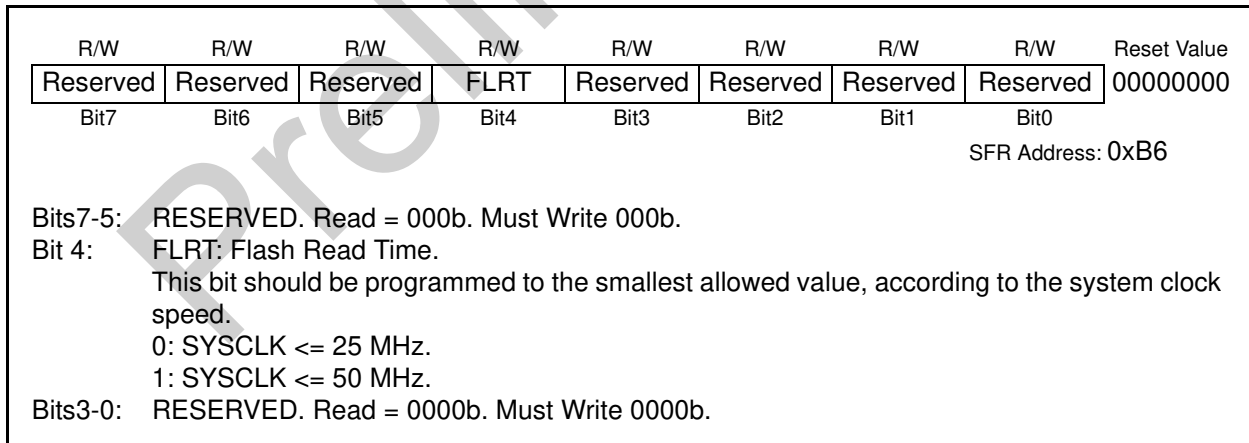 R/W R/W R/W R/W R/W R/W R/W R/W Reset Value
Reserved Reserved Reserved FLRT Reserved Reserved Reserved Reserved 00000000
Bit7 Bit6 Bit5 Bit4 Bit3 Bit2 Bit1 Bit0
SFR Address: 0xB6
Bits7-5: RESERVED. Read = 000b. Must Write 000b.
Bit 4: FLRT: Flash Read Time.
This bit should be programmed to the smallest allowed value, according to the system clock
speed.
0: SYSCLK <= 25 MHz.
1: SYSCLK <= 50 MHz.
Bits3-0: RESERVED. Read = 0000b. Must Write 0000b.
Preli